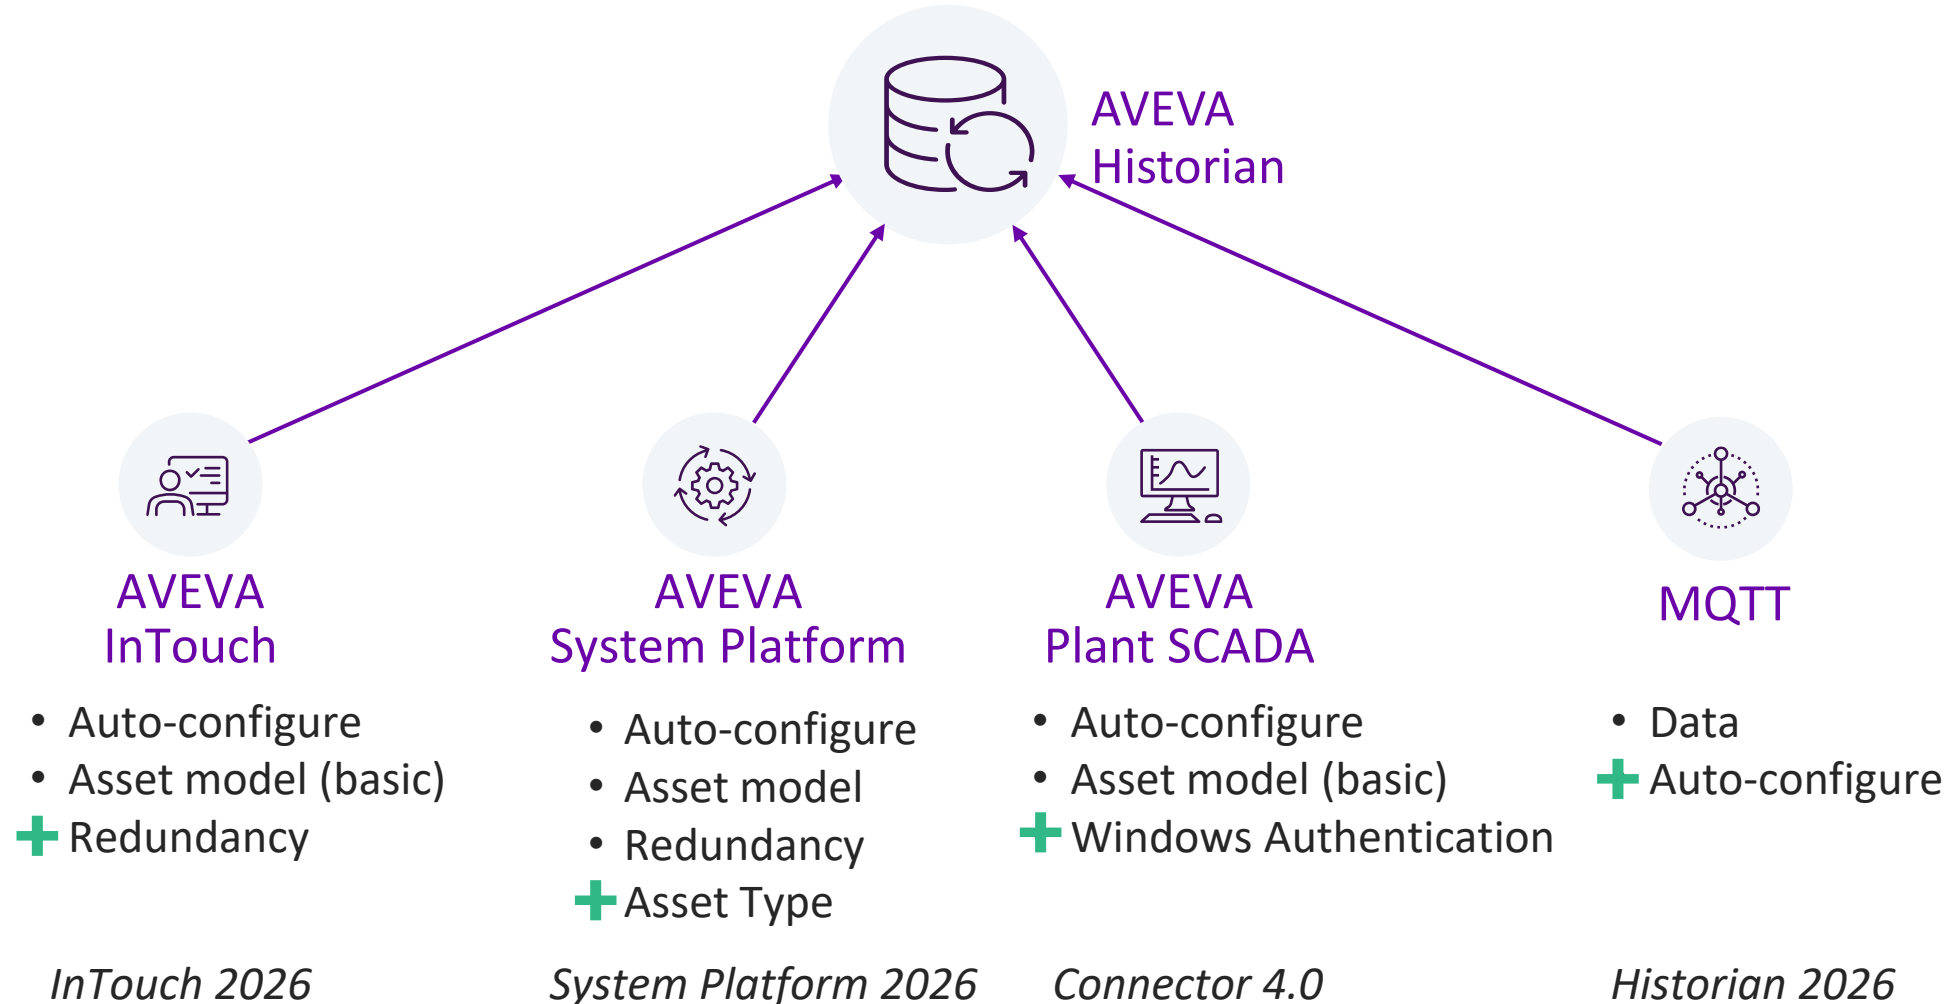 AVEVA
Historian
AVEVA
InTouch
• Auto-configure
• Asset model (basic)
+ Redundancy
InTouch 2026
AVEVA
System Platform
• Auto-configure
• Asset model
• Redundancy
+ Asset Type
System Platform 2026
AVEVA
Plant SCADA
• Auto-configure
• Asset model (basic)
+ Windows Authentication
Connector 4.0
MQTT
• Data
+ Auto-configure
Historian 2026